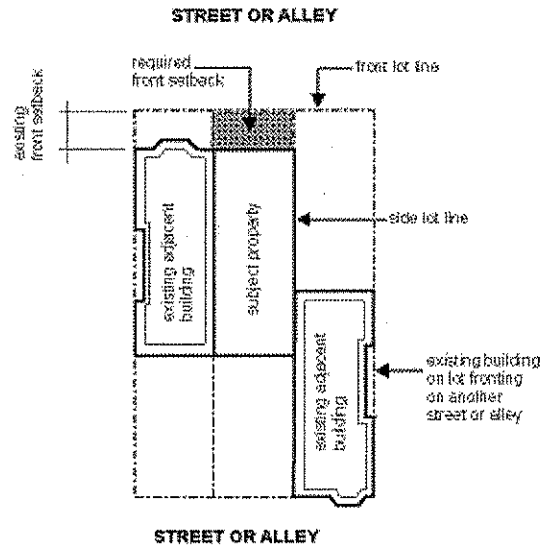 STREET OR ALLEY
required
front setback
front lot line
existing
front setback
existing adjacent
building
subject property
side lot line
existing adjacent
building
existing building
on lot fronting
on another
street or alley
STREET OR ALLEY